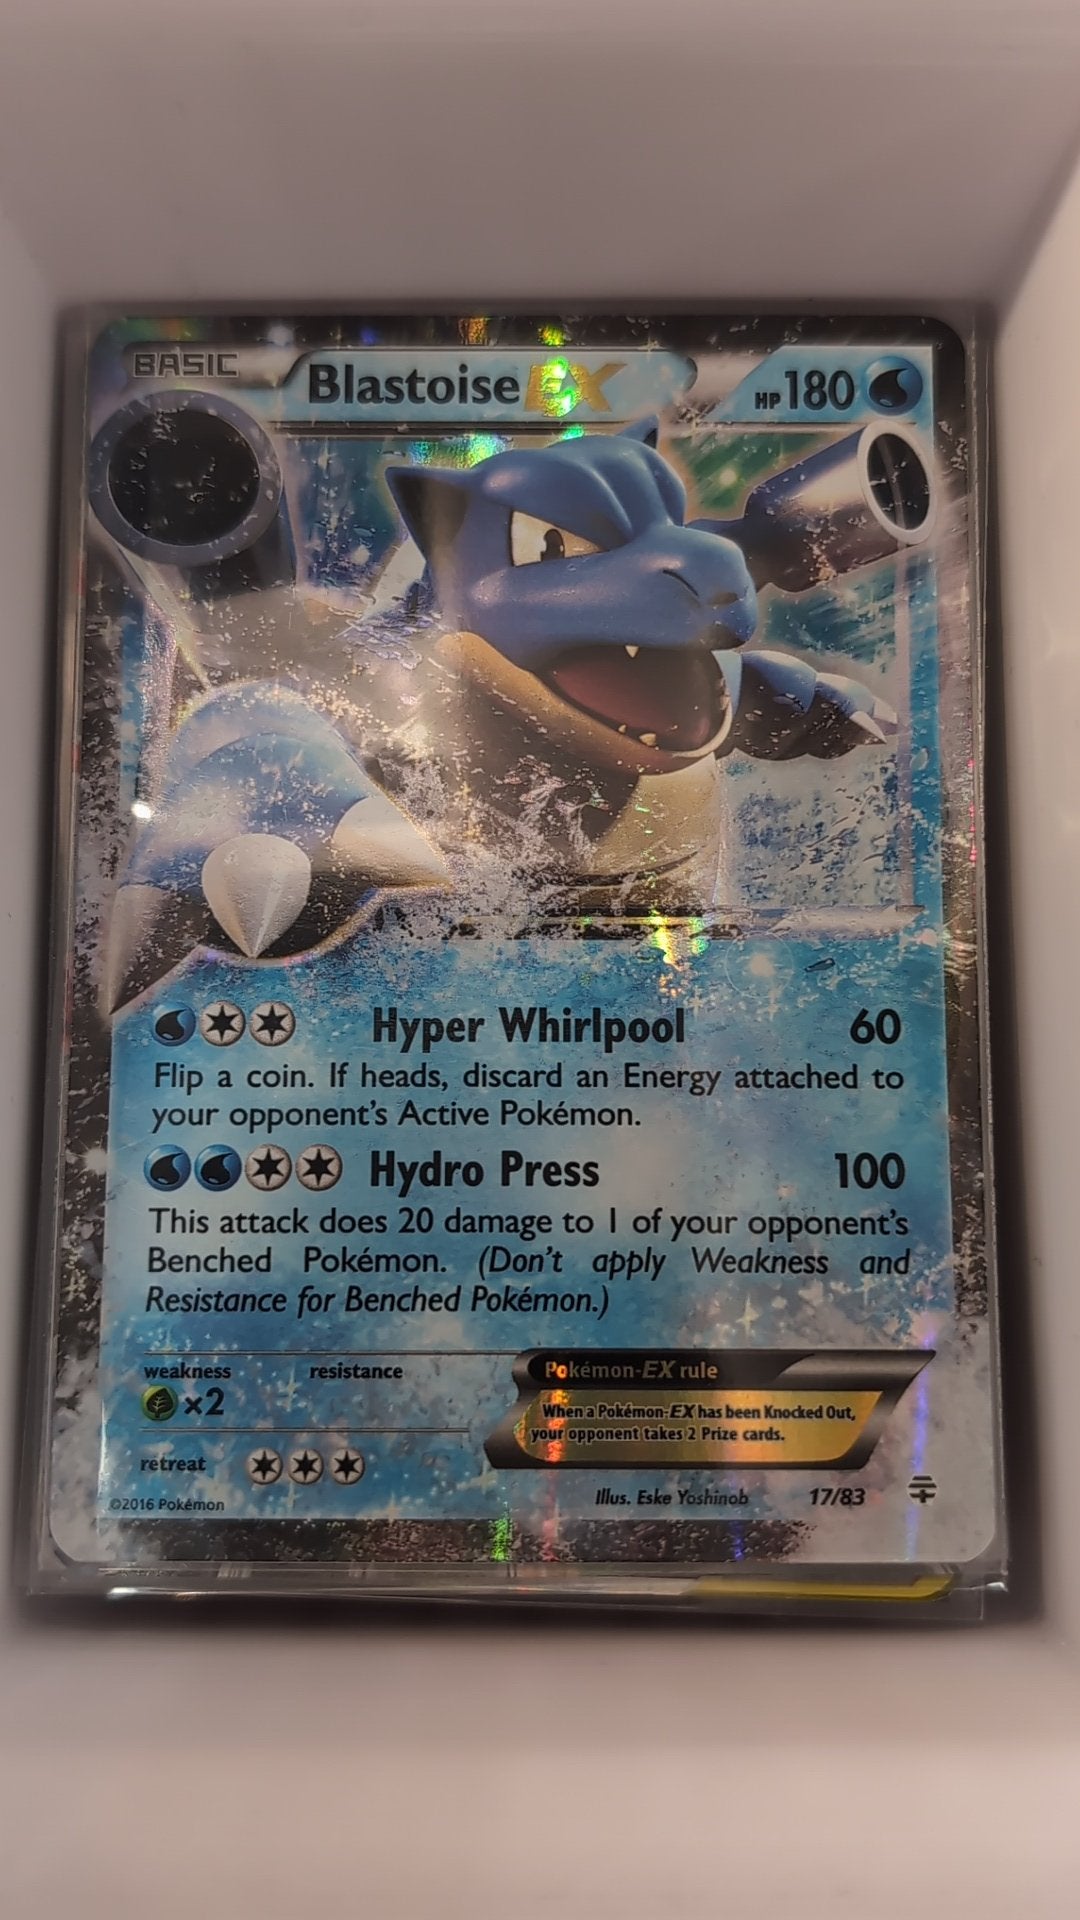 BASIC
Blastoise EX
HP 180
Hyper Whirlpool 60
Flip a coin. If heads, discard an Energy attached to
your opponent's Active Pokémon.
Hydro Press 100
This attack does 20 damage to 1 of your opponent's
Benched Pokémon. (Don't apply Weakness and
Resistance for Benched Pokémon.)
weakness resistance
×2
Pokémon-EX rule
When a Pokémon-EX has been Knocked Out,
your opponent takes 2 Prize cards.
retreat
©2016 Pokémon
Illus. Eske Yoshinob 17/83